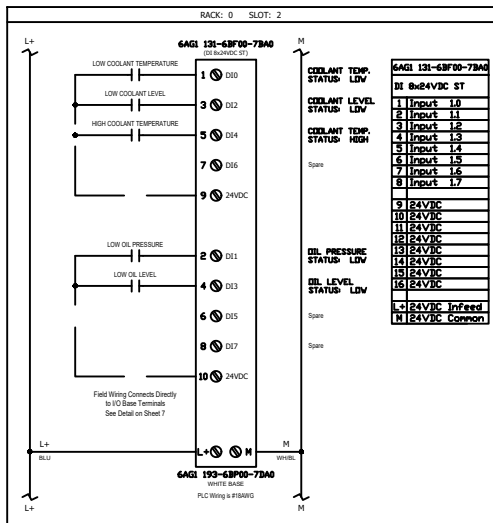 RACK: 0 SLOT: 2
L+
M
6AG1 131-6BF00-7BA0
(DI 8x24VDC ST)
LOW COOLANT TEMPERATURE
1 DI0
COOLANT TEMP.
STATUS: LOW
LOW COOLANT LEVEL
3 DI2
COOLANT LEVEL
STATUS: LOW
HIGH COOLANT TEMPERATURE
5 DI4
COOLANT TEMP.
STATUS: HIGH
7 DI6
Spare
9 24VDC
LOW OIL PRESSURE
2 DI1
OIL PRESSURE
STATUS: LOW
LOW OIL LEVEL
4 DI3
OIL LEVEL
STATUS: LOW
6 DI5
Spare
8 DI7
Spare
10 24VDC
Field Wiring Connects Directly
to I/O Base Terminals
See Detail on Sheet 7
L+
BLU
L+ M
M
WH/BL
6AG1 193-6BP00-7DA0
WHITE BASE
PLC Wiring is #18AWG
L+
M
6AG1 131-6BF00-7BA0
DI 8x24VDC ST
1 Input 1.0
2 Input 1.1
3 Input 1.2
4 Input 1.3
5 Input 1.4
6 Input 1.5
7 Input 1.6
8 Input 1.7
9 24VDC
10 24VDC
11 24VDC
12 24VDC
13 24VDC
14 24VDC
15 24VDC
16 24VDC
L+ 24VDC Infeed
M 24VDC Common